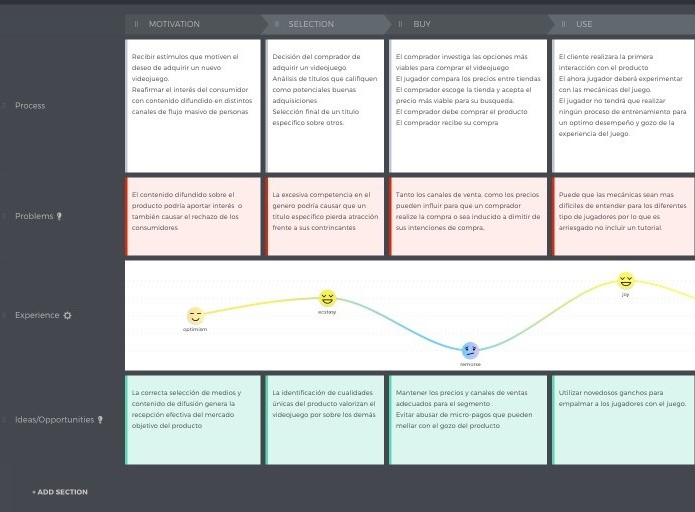 MOTIVATION
SELECTION
BUY
USE
Process
Recibir estímulos que motiven el
deseo de adquirir un nuevo
videojuego.
Reafirmar el interés del consumidor
con contenido difundido en distintos
canales de flujo masivo de personas
Decisión del comprador de
adquirir un videojuego.
Análisis de títulos que califiquen
como potenciales buenas
adquisiciones
Selección final de un título
específico sobre otros.
El comprador investiga las opciones más
viables para comprar el videojuego
El jugador compara los precios entre tiendas
El comprador escoge la tienda y acepta el
precio más viable para su busqueda.
El comprador debe comprar el producto
El comprador recibe su compra
El cliente realizara la primera
interacción con el producto
El ahora jugador deberá experimentar
con las mecánicas del juego.
El jugador no tendrá que realizar
ningún proceso de entrenamiento para
un optimo desempeño y gozo de la
experiencia del juego.
Problems
El contenido difundido sobre el
producto podría aportar interés o
también causar el rechazo de los
consumidores
La excesiva competencia en el
genero podría causar que un
título específico pierda atracción
frente a sus contrincantes
Tanto los canales de venta, como los precios
pueden influir para que un comprador
realize la compra o sea inducido a dimitir de
sus intenciones de compra.
Puede que las mecánicas sean mas
difíciles de entender para los diferentes
tipo de jugadores por lo que es
arriesgado no incluir un tutorial.
Experience
optimism
ecstasy
remorse
joy
Ideas/Opportunities
La correcta selección de medios y
contenido de difusión genera la
recepción efectiva del mercado
objetivo del producto
La identificación de cualidades
únicas del producto valorizan el
videojuego por sobre los demás
Mantener los precios y canales de ventas
adecuados para el segmento
Evitar abusar de micro-pagos que pueden
mellar con el gozo del producto
Utilizar novedosos ganchos para
empalmar a los jugadores con el juego.
+ ADD SECTION